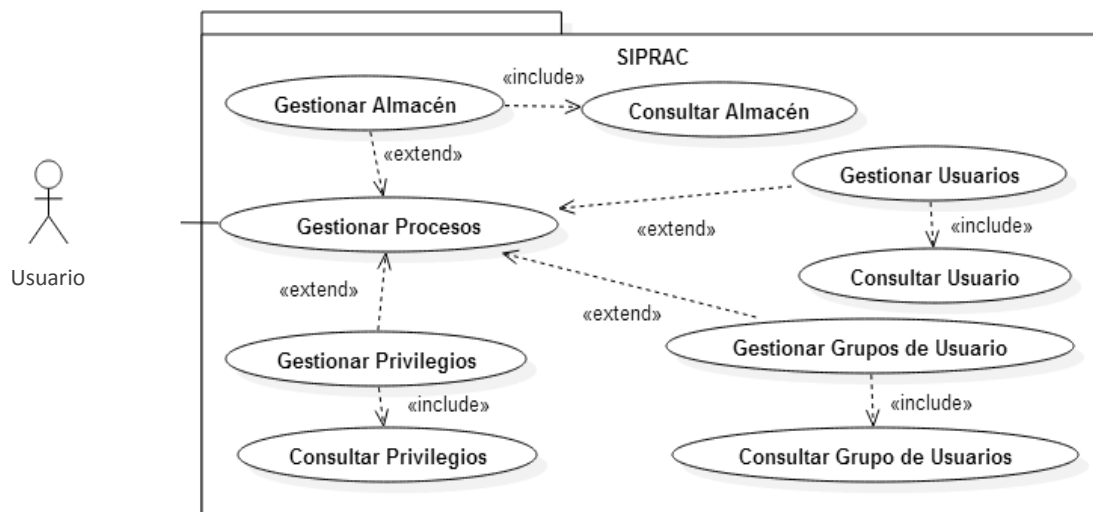 SIPRAC
«include»
Gestionar Almacén
Consultar Almacén
«extend»
Gestionar Usuarios
Gestionar Procesos
«extend»
«include»
Usuario
Consultar Usuario
«extend»
«extend»
Gestionar Privilegios
Gestionar Grupos de Usuario
«include»
«include»
Consultar Privilegios
Consultar Grupo de Usuarios